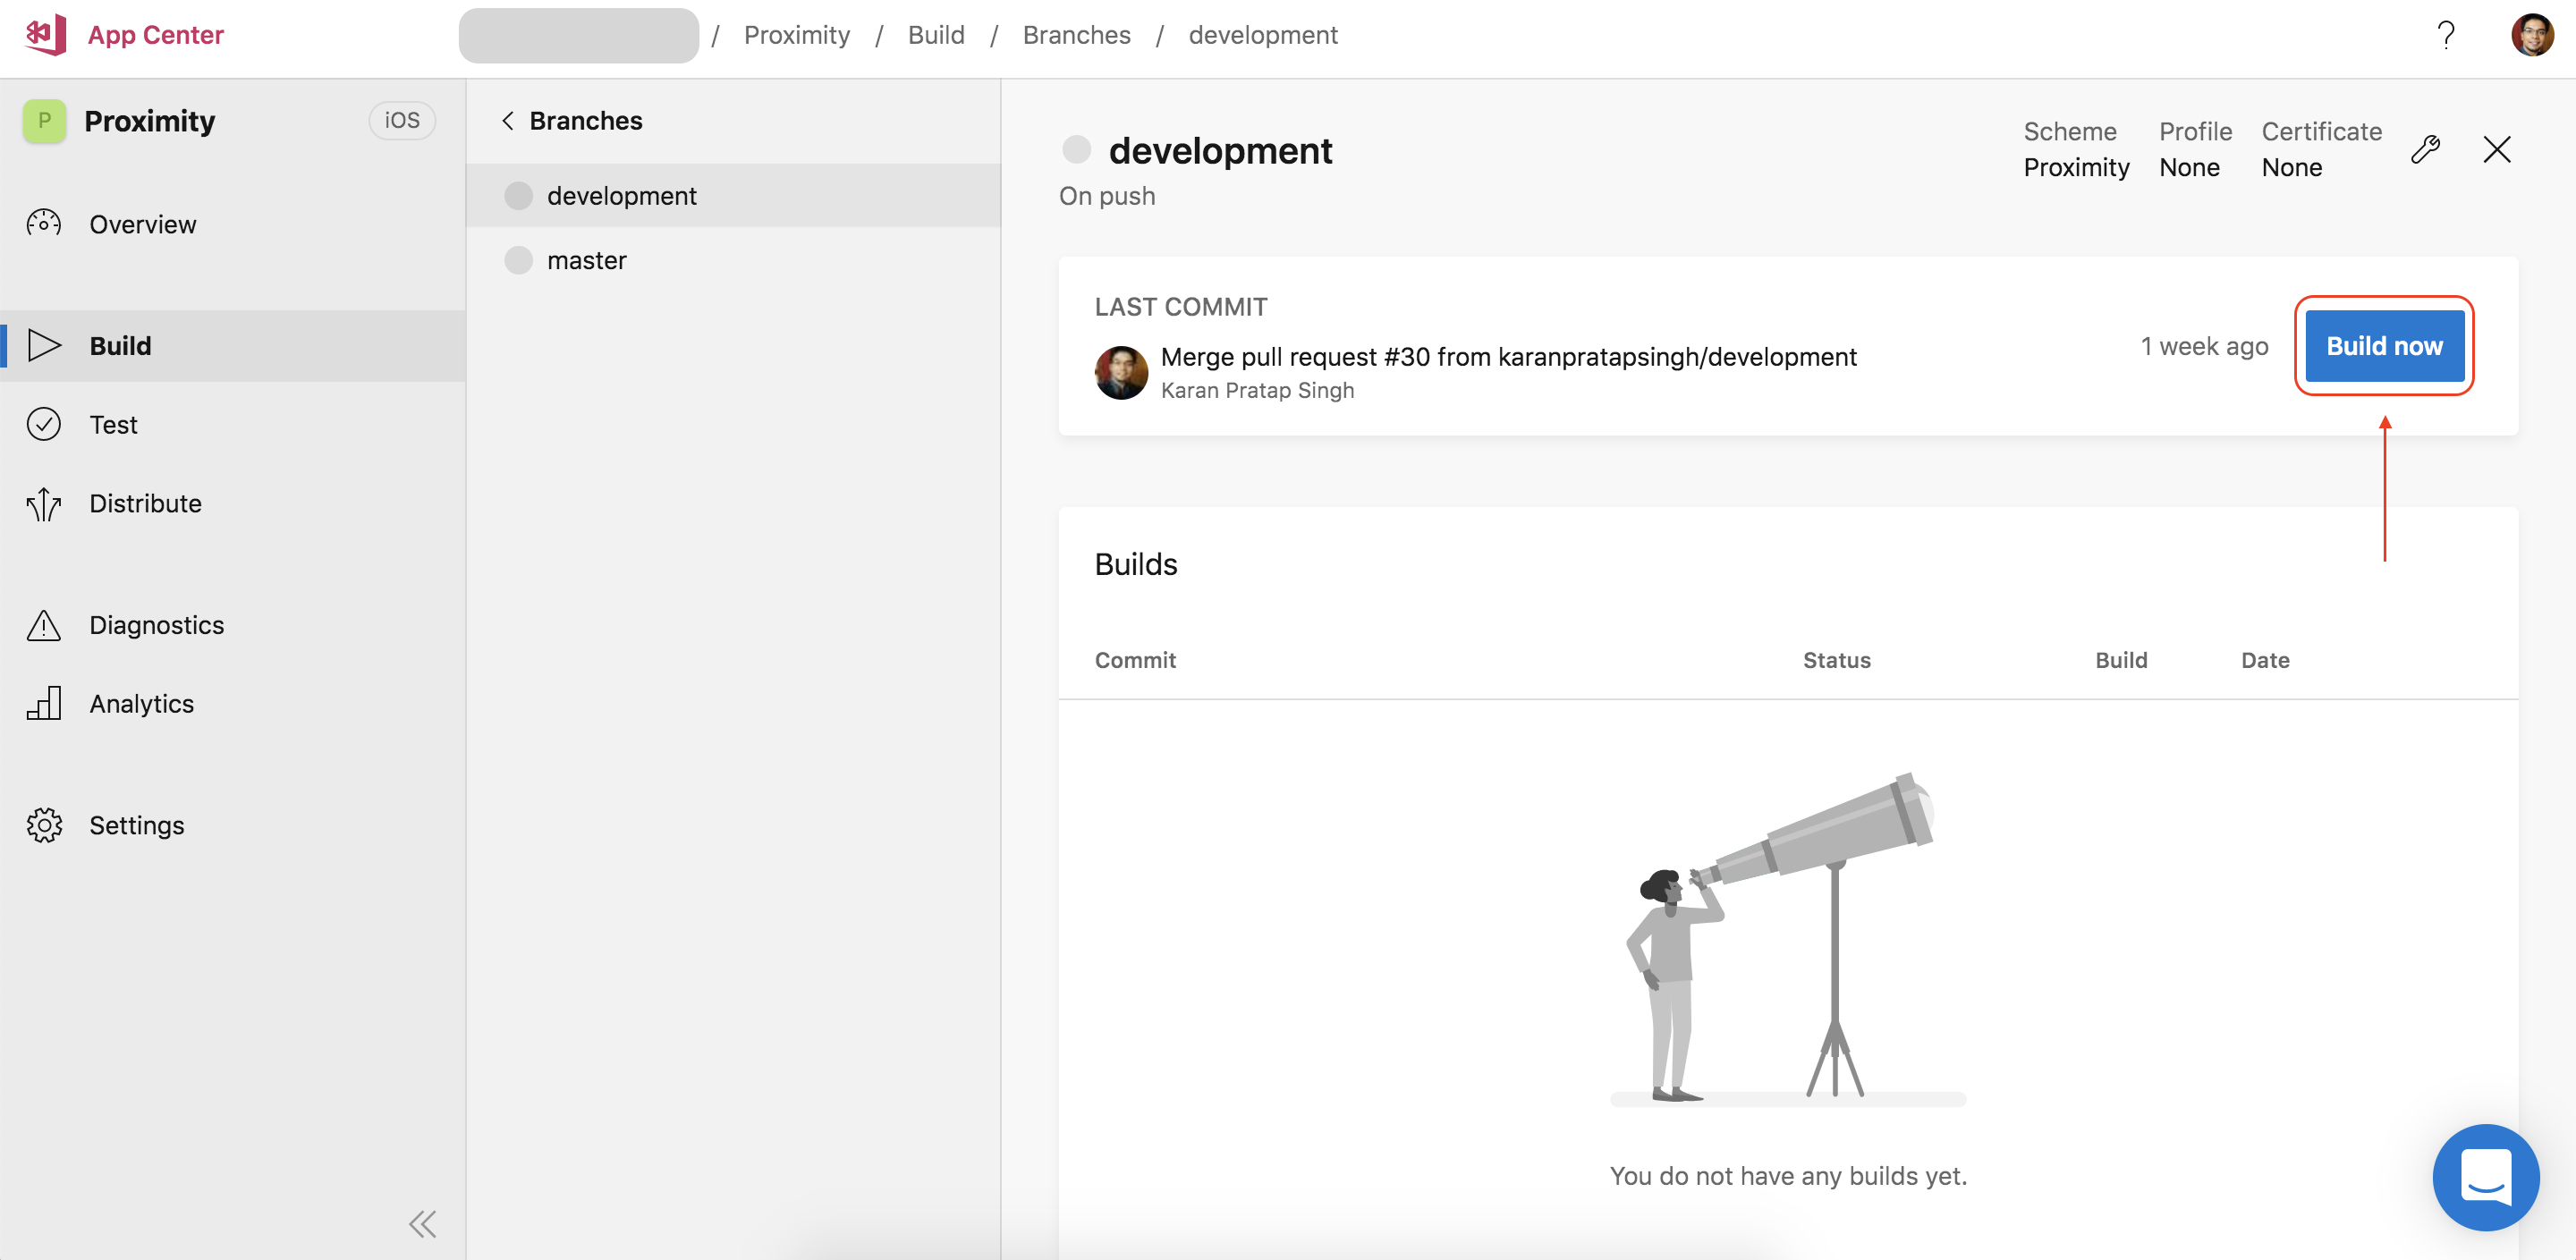 App Center
/ Proximity / Build / Branches / development
?
P Proximity iOS
Overview
Build
Test
Distribute
Diagnostics
Analytics
Settings
Branches
development
master
development
On push
Scheme Profile Certificate
Proximity None None
LAST COMMIT
Merge pull request #30 from karanpratapsingh/development
Karan Pratap Singh
1 week ago
Build now
Builds
Commit Status Build Date
You do not have any builds yet.